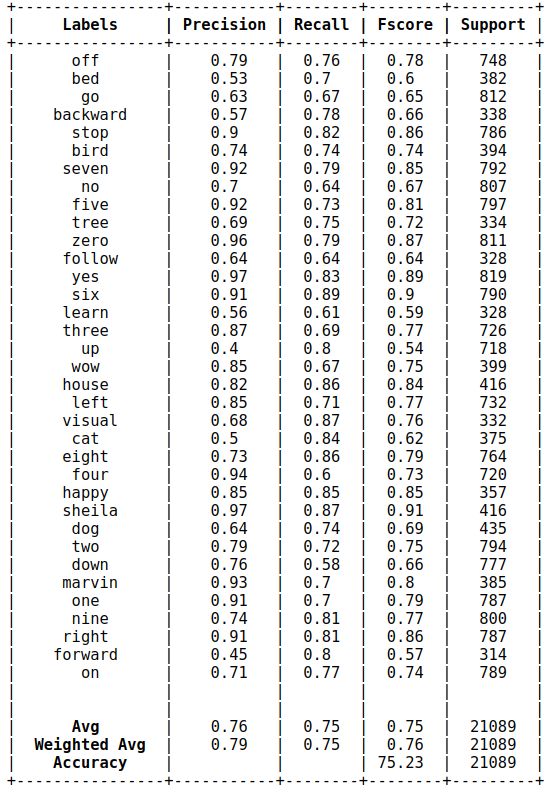 +----------------+-----------+--------+--------+---------+
| Labels | Precision | Recall | Fscore | Support |
+----------------+-----------+--------+--------+---------+
| off | 0.79 | 0.76 | 0.78 | 748 |
| bed | 0.53 | 0.7 | 0.6 | 382 |
| go | 0.63 | 0.67 | 0.65 | 812 |
| backward | 0.57 | 0.78 | 0.66 | 338 |
| stop | 0.9 | 0.82 | 0.86 | 786 |
| bird | 0.74 | 0.74 | 0.74 | 394 |
| seven | 0.92 | 0.79 | 0.85 | 792 |
| no | 0.7 | 0.64 | 0.67 | 807 |
| five | 0.92 | 0.73 | 0.81 | 797 |
| tree | 0.69 | 0.75 | 0.72 | 334 |
| zero | 0.96 | 0.79 | 0.87 | 811 |
| follow | 0.64 | 0.64 | 0.64 | 328 |
| yes | 0.97 | 0.83 | 0.89 | 819 |
| six | 0.91 | 0.89 | 0.9 | 790 |
| learn | 0.56 | 0.61 | 0.59 | 328 |
| three | 0.87 | 0.69 | 0.77 | 726 |
| up | 0.4 | 0.8 | 0.54 | 718 |
| wow | 0.85 | 0.67 | 0.75 | 399 |
| house | 0.82 | 0.86 | 0.84 | 416 |
| left | 0.85 | 0.71 | 0.77 | 732 |
| visual | 0.68 | 0.87 | 0.76 | 332 |
| cat | 0.5 | 0.84 | 0.62 | 375 |
| eight | 0.73 | 0.86 | 0.79 | 764 |
| four | 0.94 | 0.6 | 0.73 | 720 |
| happy | 0.85 | 0.85 | 0.85 | 357 |
| sheila | 0.97 | 0.87 | 0.91 | 416 |
| dog | 0.64 | 0.74 | 0.69 | 435 |
| two | 0.79 | 0.72 | 0.75 | 794 |
| down | 0.76 | 0.58 | 0.66 | 777 |
| marvin | 0.93 | 0.7 | 0.8 | 385 |
| one | 0.91 | 0.7 | 0.79 | 787 |
| nine | 0.74 | 0.81 | 0.77 | 800 |
| right | 0.91 | 0.81 | 0.86 | 787 |
| forward | 0.45 | 0.8 | 0.57 | 314 |
| on | 0.71 | 0.77 | 0.74 | 789 |
| | | | | |
| | | | | |
| Avg | 0.76 | 0.75 | 0.75 | 21089 |
| Weighted Avg | 0.79 | 0.75 | 0.76 | 21089 |
| Accuracy | | | 75.23 | 21089 |
+----------------+-----------+--------+--------+---------+